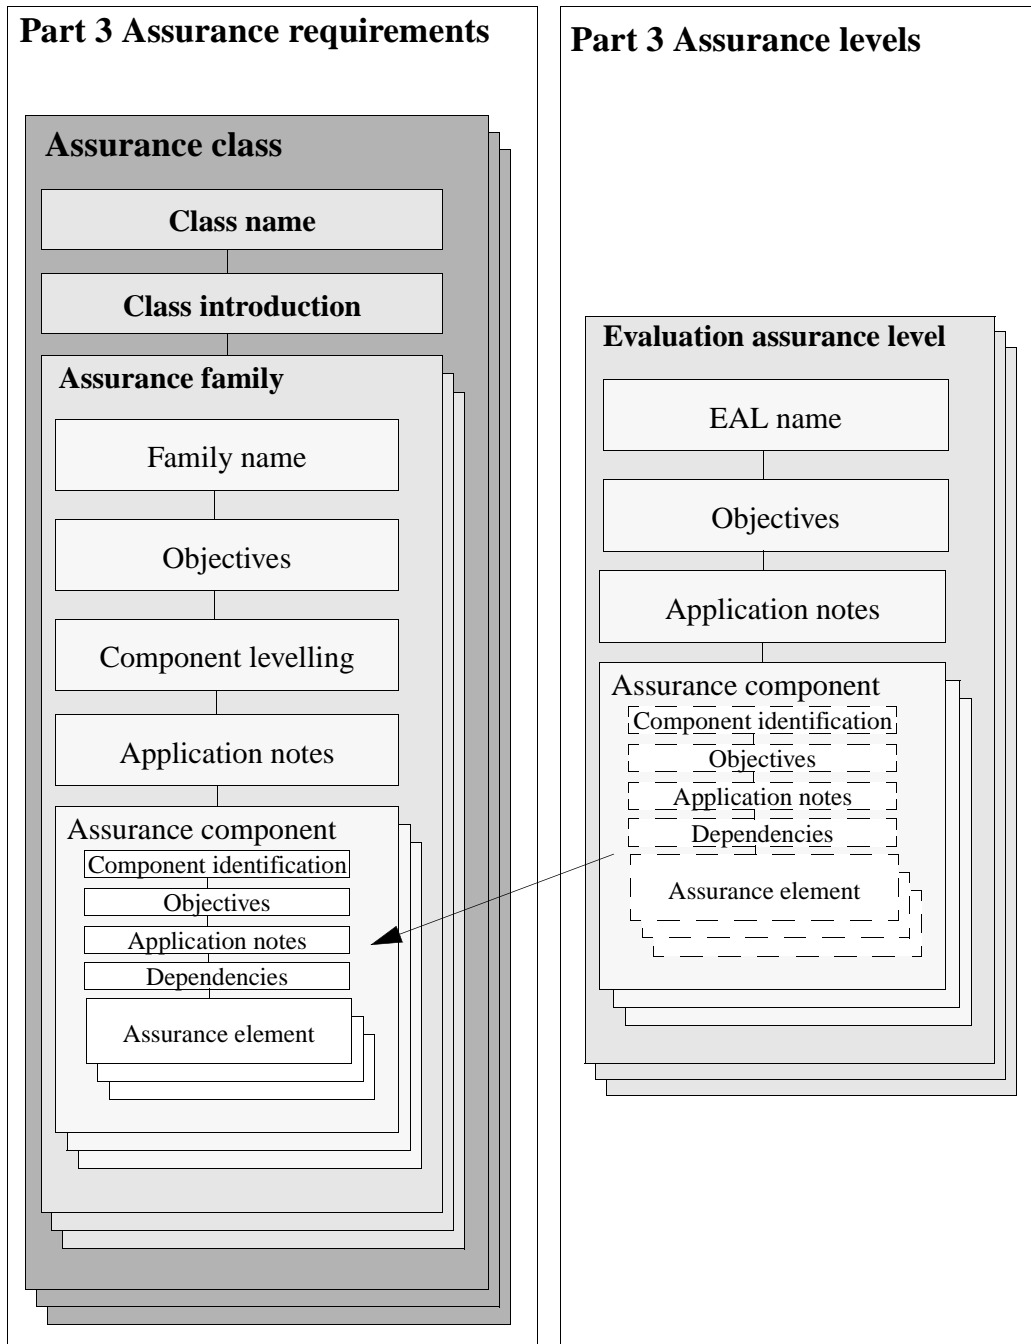 Part 3 Assurance requirements
Assurance class
Class name
Class introduction
Assurance family
Family name
Objectives
Component levelling
Application notes
Assurance component
Component identification
Objectives
Application notes
Dependencies
Assurance element
Part 3 Assurance levels
Evaluation assurance level
EAL name
Objectives
Application notes
Assurance component
Component identification
Objectives
Application notes
Dependencies
Assurance element